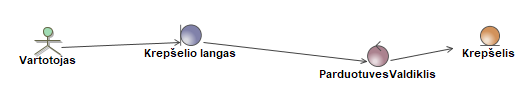 Vartotojas
Krepšelio langas
ParduotuvesValdiklis
Krepšelis